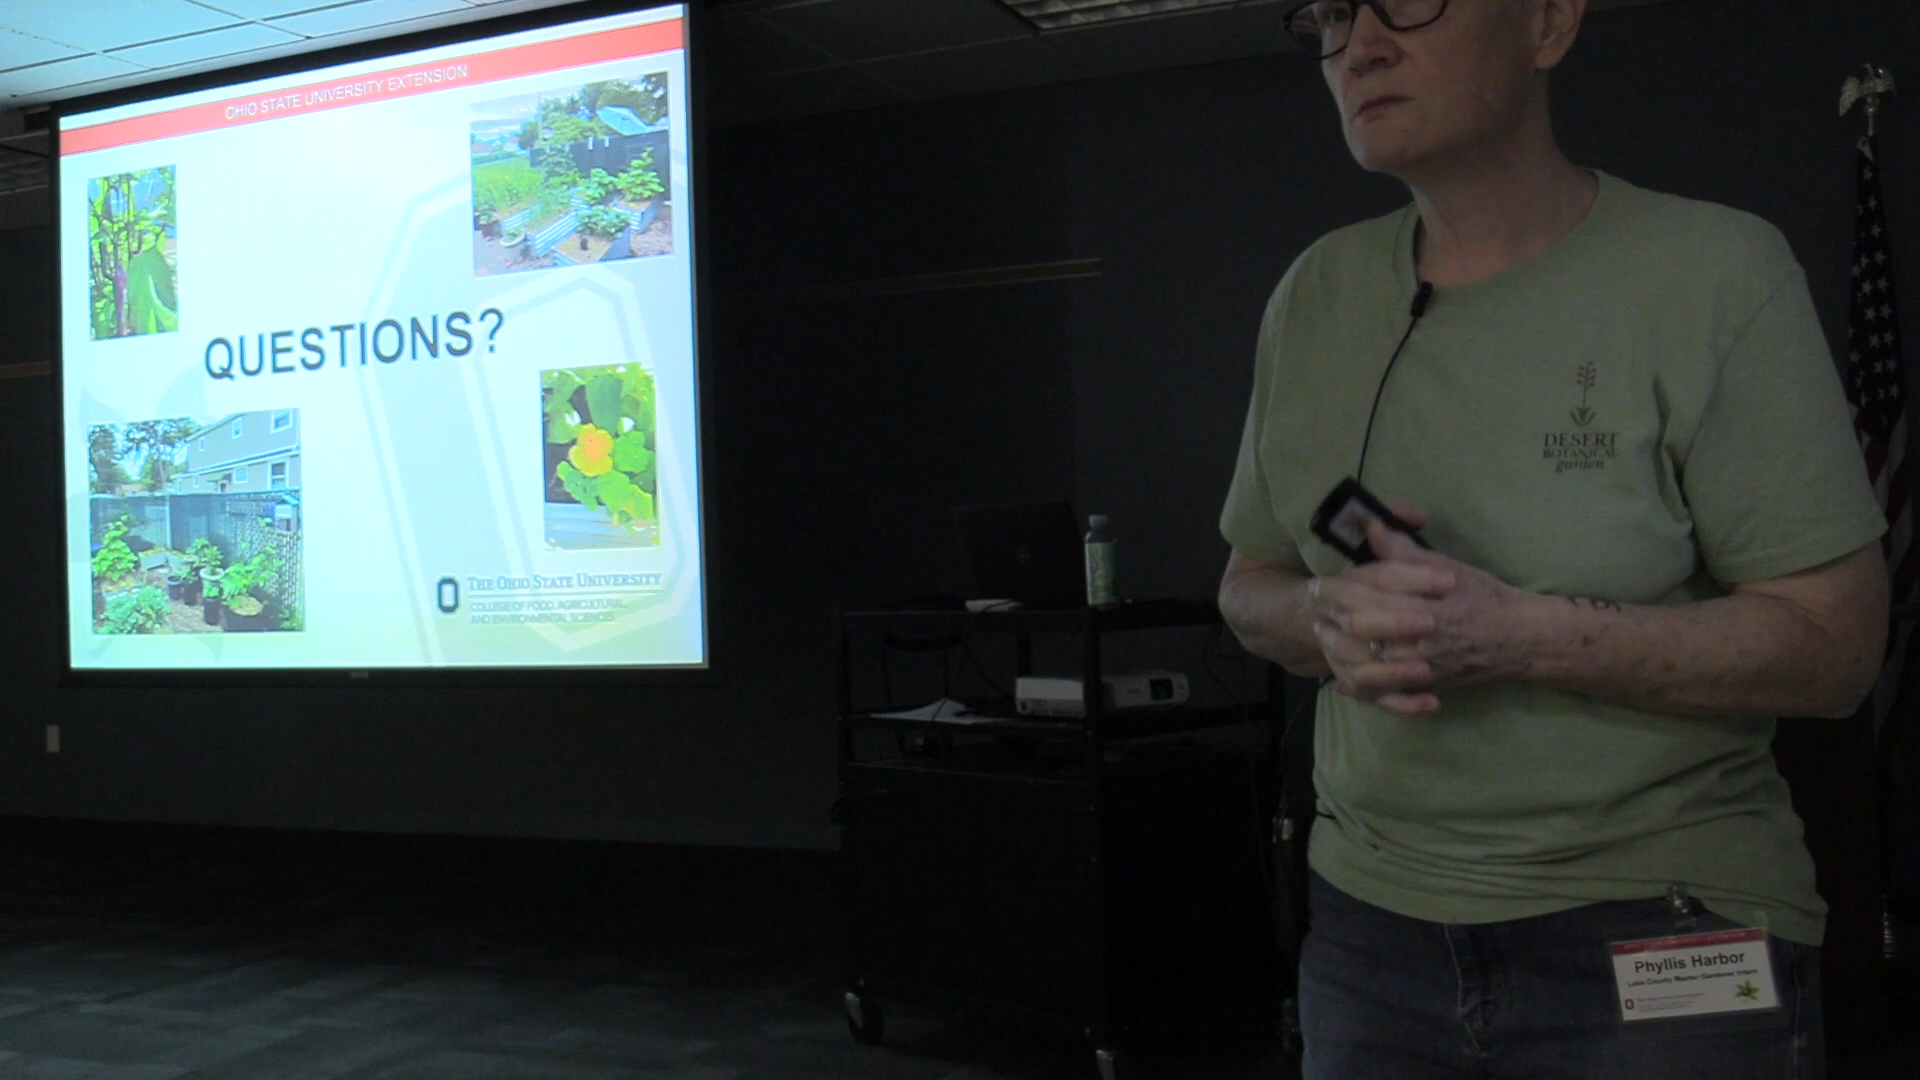 OHIO STATE UNIVERSITY EXTENSION
QUESTIONS?
THE OHIO STATE UNIVERSITY
COLLEGE OF FOOD, AGRICULTURAL,
AND ENVIRONMENTAL SCIENCES
DESERT
BOTANICAL
garden
Phyllis Harbor
Lake County Master Gardener Intern